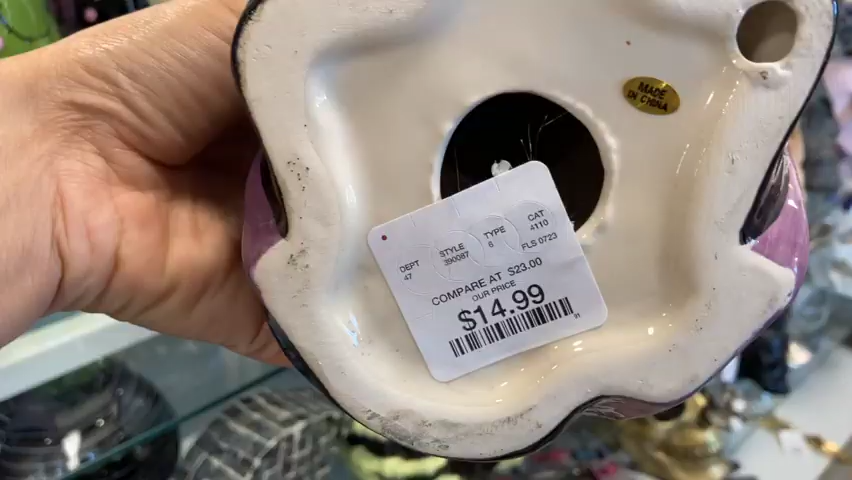 MADE
IN CHINA
DEPT STYLE TYPE CAT
47 390087 6 4110
FLS 0723
COMPARE AT $23.00
OUR PRICE
$14.99